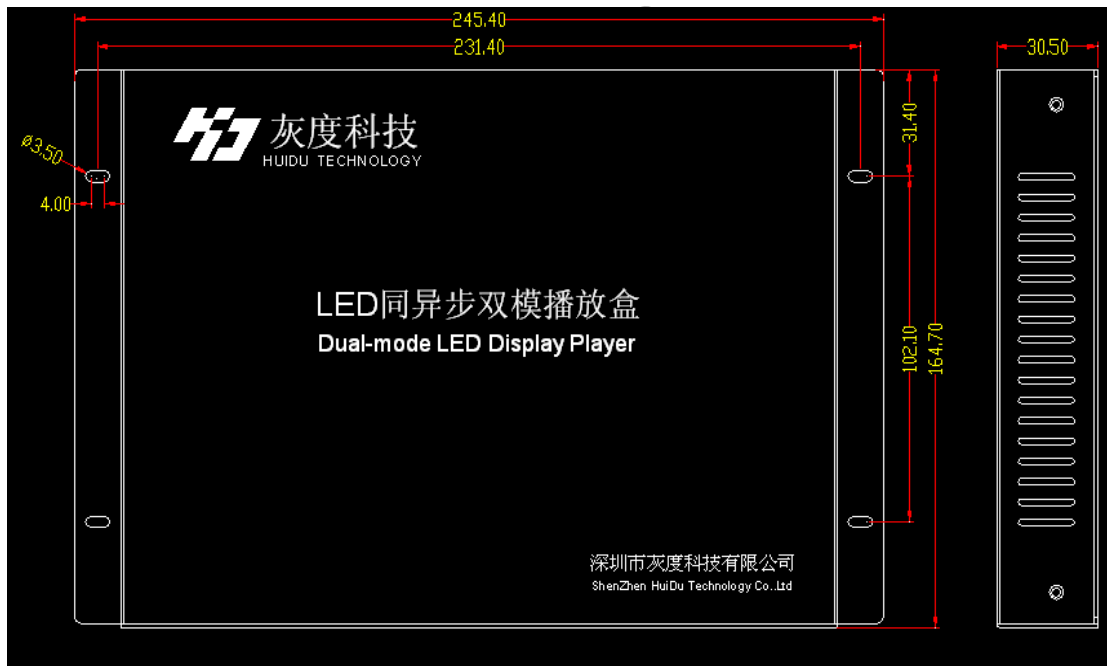 245.40
231.40
30.50
31.40
灰度科技
HUIDU TECHNOLOGY
ø3.50
4.00
LED同异步双模播放盒
Dual-mode LED Display Player
102.10
164.70
深圳市灰度科技有限公司
ShenZhen HuiDu Technology Co..Ltd